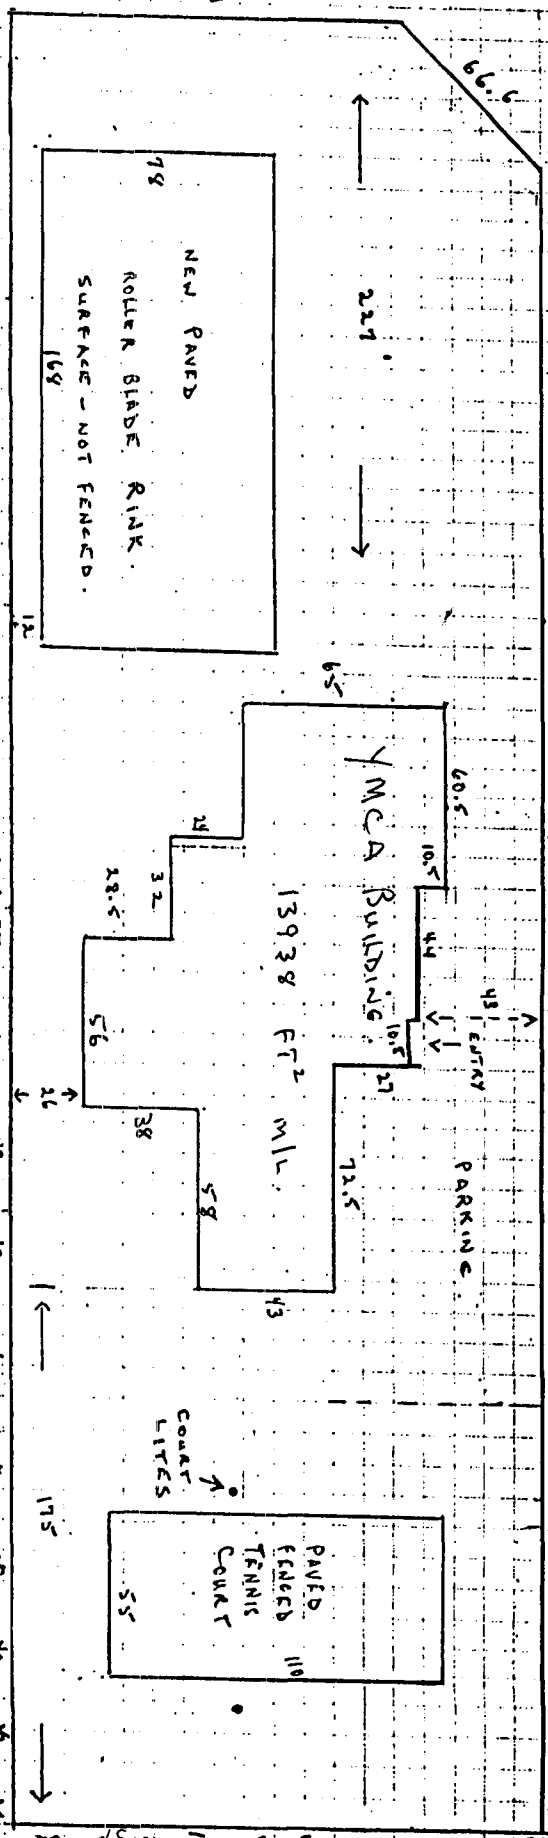 66.6
227'
78
NEW PAVED
ROLLER BLADE RINK.
SURFACE - NOT FENCED.
168
12
65
60.5
YMCA BUILDING
10.5
44
43
ENTRY
10.5
27
13938 FT² M/L.
24
32
28.5
56
26
38
58
72.5
43
PARKING
175
COURT
LITES
PAVED
FENCED
TENNIS
COURT
110
55